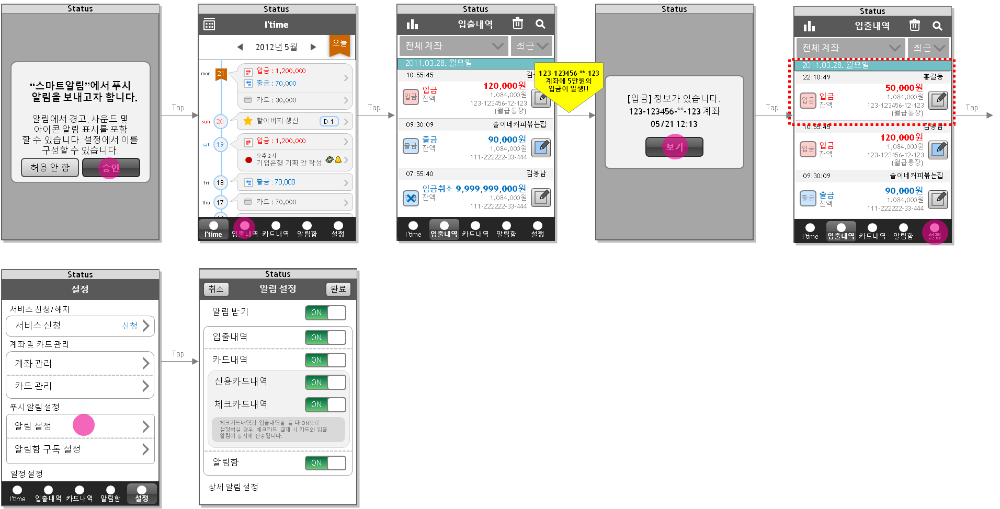 Status
“스마트알림”에서 푸시
알림을 보내고자 합니다.
알림에서 경고, 사운드 및
아이콘 알림 표시를 포함
할 수 있습니다. 설정에서 이를
구성할 수 있습니다.
허용 안 함
승인
Tap
Status
I'time
2012년 5월
오늘
mon
21
입금 : 1,200,000
출금 : 70,000
카드 : 30,000
sun
20
할아버지 생신
D-1
sat
19
입금 : 1,200,000
오후 2시
기업은행 기획 안 작성
fri
18
출금 : 70,000
thu
17
카드 : 70,000
I'time
입출내역
카드내역
알림함
설정
Tap
Status
입출내역
전체 계좌
최근
2011.03.28. 월요일
10:55:45
입금
입금
120,000원
잔액
1,084,000원
123-123456-12-123
(월급통장)
09:30:09
솔이네커피볶는집
출금
출금
90,000원
잔액
1,084,000원
111-222222-33-444
07:55:40
김봉남
입금취소
9,999,999,000원
잔액
1,084,000원
111-222222-33-444
I'time
입출내역
카드내역
알림함
설정
123-123456-**-123
계좌에 5만원의
입금이 발생!!
Status
[입금] 정보가 있습니다.
123-123456-**-123 계좌
05/21 12:13
보기
Tap
Status
입출내역
전체 계좌
최근
2011.03.28. 월요일
22:10:49
홍길동
입금
입금
50,000원
잔액
1,084,000원
123-123456-12-123
(월급통장)
10:55:45
김봉남
입금
입금
120,000원
잔액
1,084,000원
123-123456-12-123
(월급통장)
09:30:09
솔이네커피볶는집
출금
출금
90,000원
잔액
1,084,000원
111-222222-33-444
I'time
입출내역
카드내역
알림함
설정
Tap
Status
설정
서비스 신청/해지
서비스 신청
신청
계좌 및 카드 관리
계좌 관리
카드 관리
푸시 알림 설정
알림 설정
알림함 구독 설정
일정 설정
I'time
입출내역
카드내역
알림함
설정
Tap
Status
취소
알림 설정
완료
알림 받기
ON
입출내역
ON
카드내역
ON
신용카드내역
ON
체크카드내역
ON
체크카드내역과 입출내역을 둘 다 ON으로
설정하실 경우, 체크카드 결제 시 카드와 입출
알림이 동시에 전송됩니다.
알림함
ON
상세 알림 설정